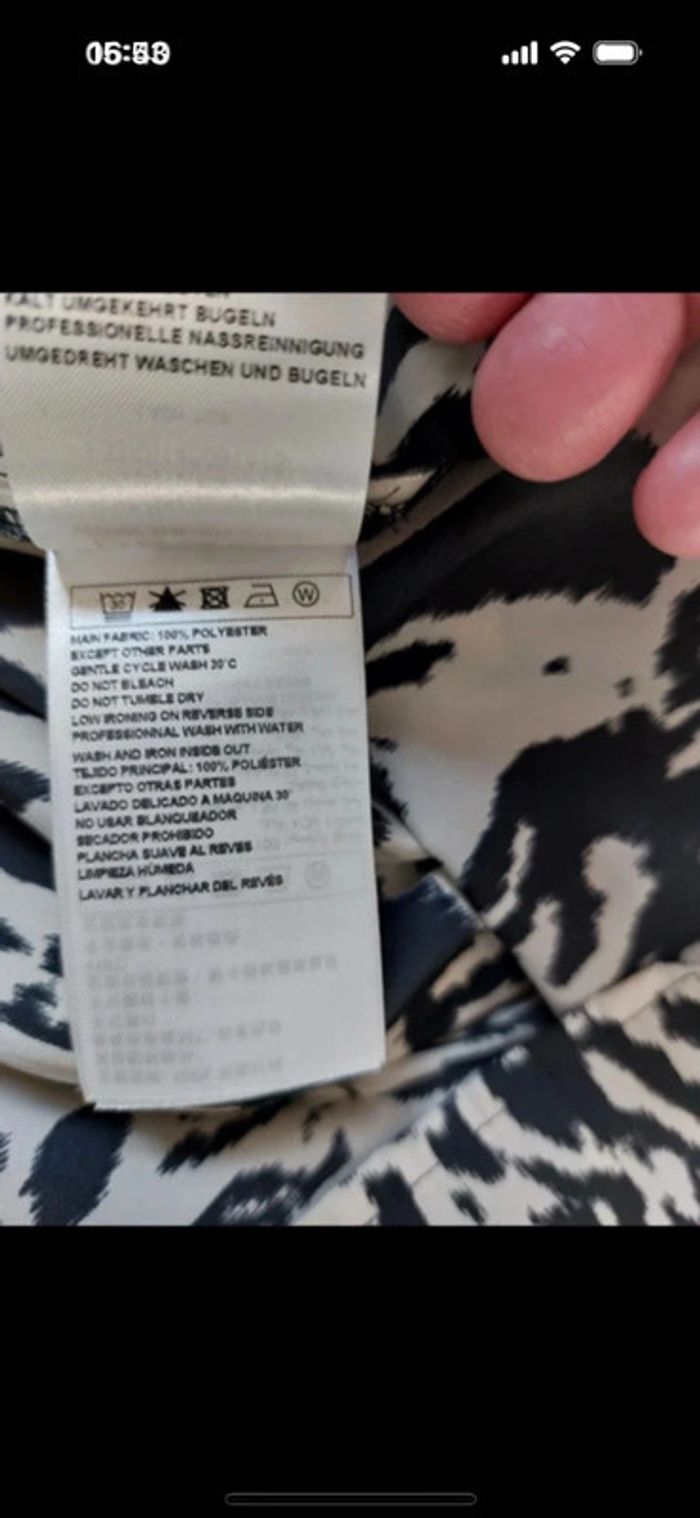 KALT UMGEKEHRT BUGELN
PROFESSIONELLE NASSREINNIGUNG
UMGEDREHT WASCHEN UND BUGELN
30
W
MAIN FABRIC: 100% POLYESTER
EXCEPT OTHER PARTS
GENTLE CYCLE WASH 30°C
DO NOT BLEACH
DO NOT TUMBLE DRY
LOW IRONING ON REVERSE SIDE
PROFESSIONNAL WASH WITH WATER
WASH AND IRON INSIDE OUT
TEJIDO PRINCIPAL: 100% POLIÉSTER
EXCEPTO OTRAS PARTES
LAVADO DELICADO A MAQUINA 30°
NO USAR BLANQUEADOR
SECADOR PROHIBIDO
PLANCHA SUAVE AL REVES
LIMPIEZA HÚMEDA
LAVAR Y PLANCHAR DEL REVÉS